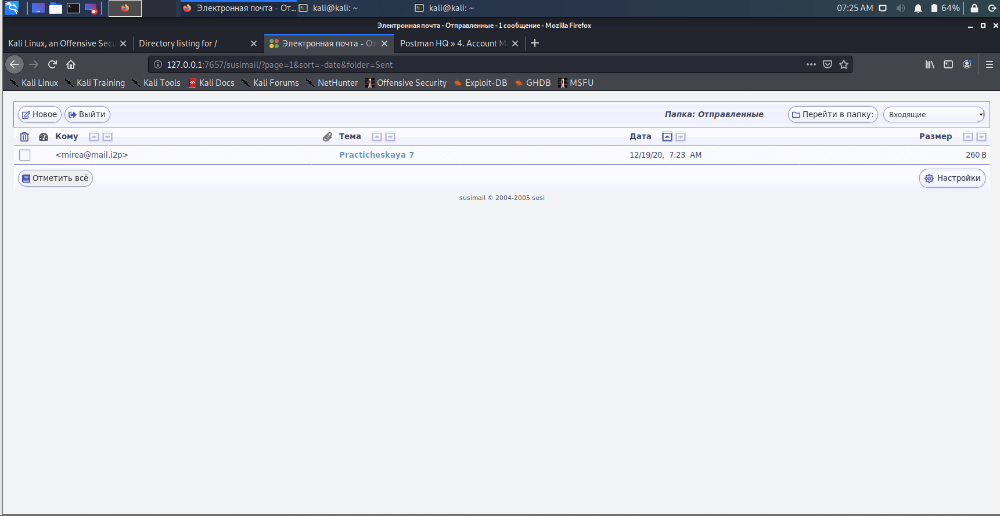 Электронная почта - От... kali@kali: ~ kali@kali: ~ 07:25 AM 64%
Электронная почта - Отправленные - 1 сообщение - Mozilla Firefox
Kali Linux, an Offensive Secu Directory listing for / Электронная почта - От Postman HQ » 4. Account Ma
127.0.0.1:7657/susimail/?page=1&sort=-date&folder=Sent
Kali Linux Kali Training Kali Tools Kali Docs Kali Forums NetHunter Offensive Security Exploit-DB GHDB MSFU
Новое Выйти Папка: Отправленные Перейти в папку: Входящие
Кому Тема Дата Размер
<mirea@mail.i2p> Practicheskaya 7 12/19/20, 7:23 AM 260 B
Отметить всё Настройки
susimail © 2004-2005 susi